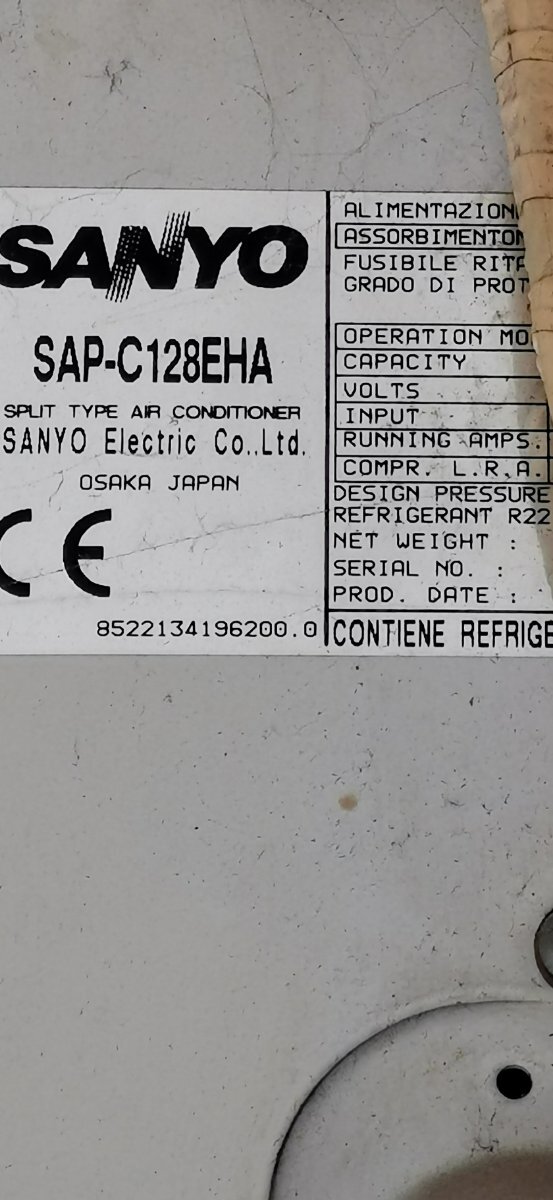 SANYO
SAP-C128EHA
SPLIT TYPE AIR CONDITIONER
SANYO Electric Co.,Ltd.
OSAKA JAPAN
CE
8522134196200.0
ALIMENTAZION
ASSORBIMENTO
FUSIBILE RIT
GRADO DI PROT
OPERATION MO
CAPACITY
VOLTS
INPUT
RUNNING AMPS.
COMPR. L.R.A.
DESIGN PRESSURE
REFRIGERANT R22
NET WEIGHT :
SERIAL NO. :
PROD. DATE :
CONTIENE REFRIGE